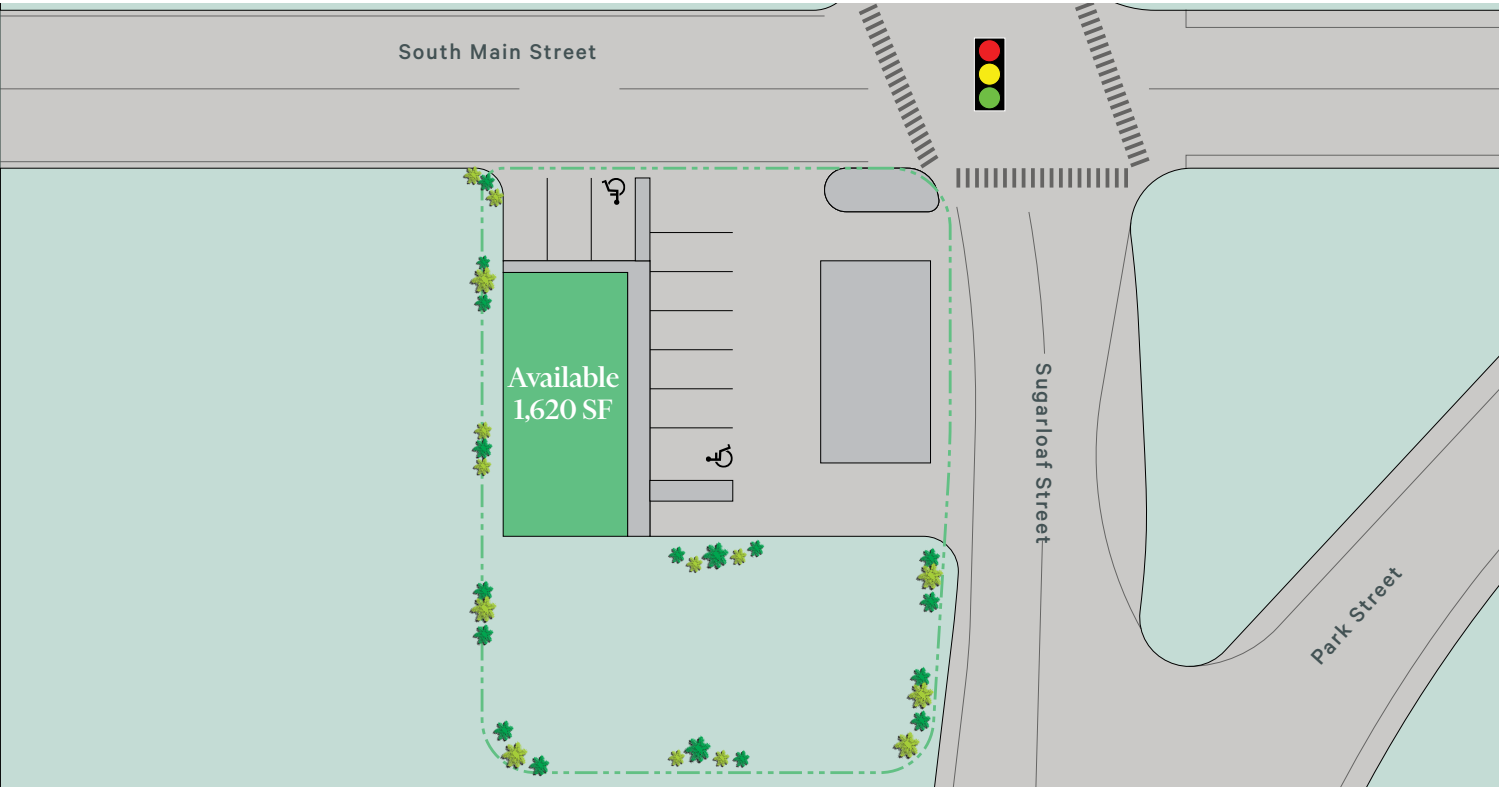 South Main Street
Available
1,620 SF
Sugarloaf Street
Park Street